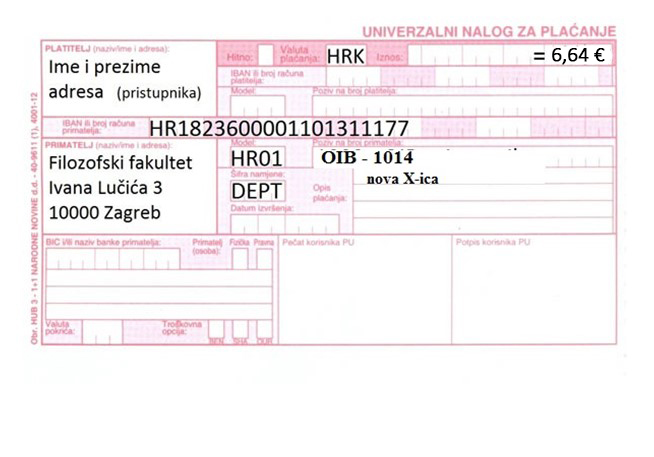 UNIVERZALNI NALOG ZA PLAĆANJE
PLATITELJ (naziv/ime i adresa):
Ime i prezime
adresa (pristupnika)
Hitno:
Valuta plaćanja:
HRK
Iznos:
= 6,64 €
IBAN ili broj računa platitelja:
Model:
Poziv na broj platitelja:
IBAN ili broj računa primatelja:
HR1823600001101311177
PRIMATELJ (naziv/ime i adresa):
Filozofski fakultet
Ivana Lučića 3
10000 Zagreb
Model:
HR01
Poziv na broj primatelja:
OIB - 1014
Šifra namjene:
DEPT
Opis plaćanja:
nova X-ica
Datum izvršenja:
BIC i/ili naziv banke primatelja:
Primatelj (osoba):
Fizička
Pravna
Pečat korisnika PU
Potpis korisnika PU
Valuta pokrića:
Troškovna opcija:
BEN
SHA
OUR
Obr. HUB 3 - 1+1 NARODNE NOVINE d.d. - 40-9611 (1), 4001-12